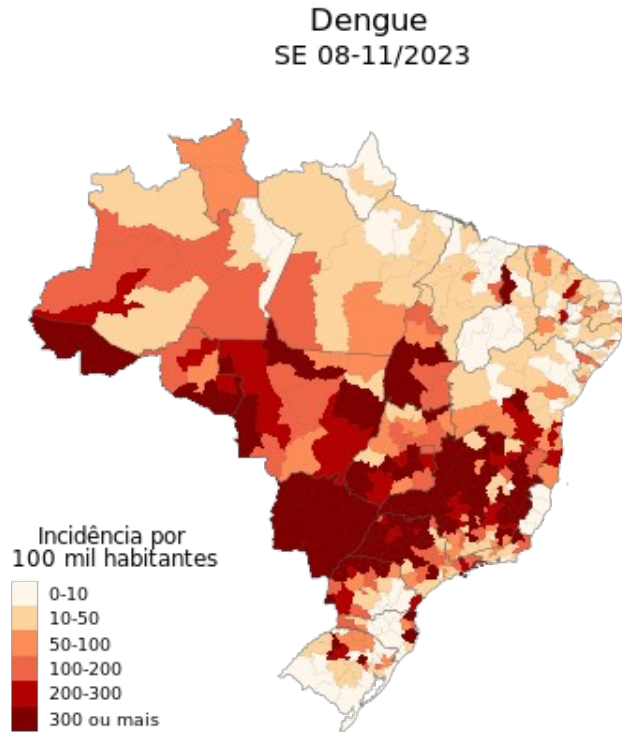 Dengue
SE 08-11/2023
Incidência por
100 mil habitantes
0-10
10-50
50-100
100-200
200-300
300 ou mais